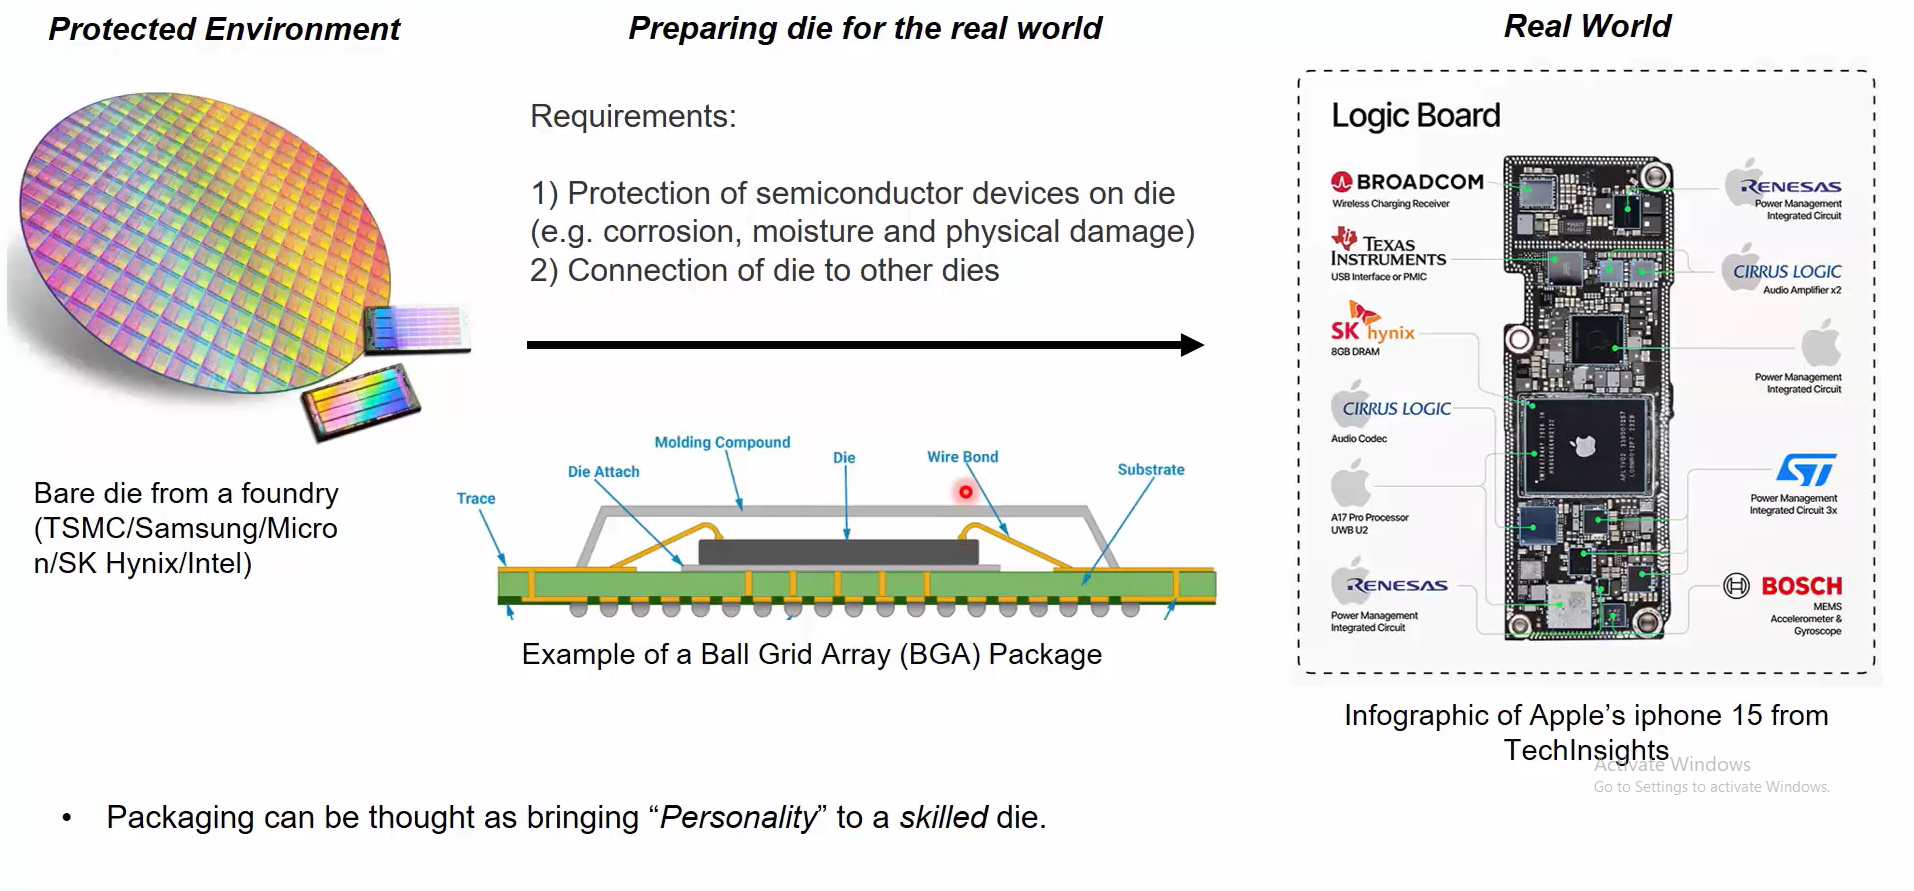 Protected Environment
Preparing die for the real world
Real World
Requirements:
1) Protection of semiconductor devices on die
(e.g. corrosion, moisture and physical damage)
2) Connection of die to other dies
Bare die from a foundry
(TSMC/Samsung/Micro
n/SK Hynix/Intel)
Trace
Die Attach
Molding Compound
Die
Wire Bond
Substrate
Example of a Ball Grid Array (BGA) Package
Logic Board
BROADCOM
Wireless Charging Receiver
TEXAS
INSTRUMENTS
USB Interface or PMIC
SK hynix
8GB DRAM
CIRRUS LOGIC
Audio Codec
A17 Pro Processor
UWB U2
RENESAS
Power Management
Integrated Circuit
RENESAS
Power Management
Integrated Circuit
CIRRUS LOGIC
Audio Amplifier x2
Power Management
Integrated Circuit
ST
Power Management
Integrated Circuit 3x
BOSCH
MEMS
Accelerometer &
Gyroscope
Infographic of Apple’s iphone 15 from
TechInsights
Activate Windows
Go to Settings to activate Windows.
• Packaging can be thought as bringing “Personality” to a skilled die.